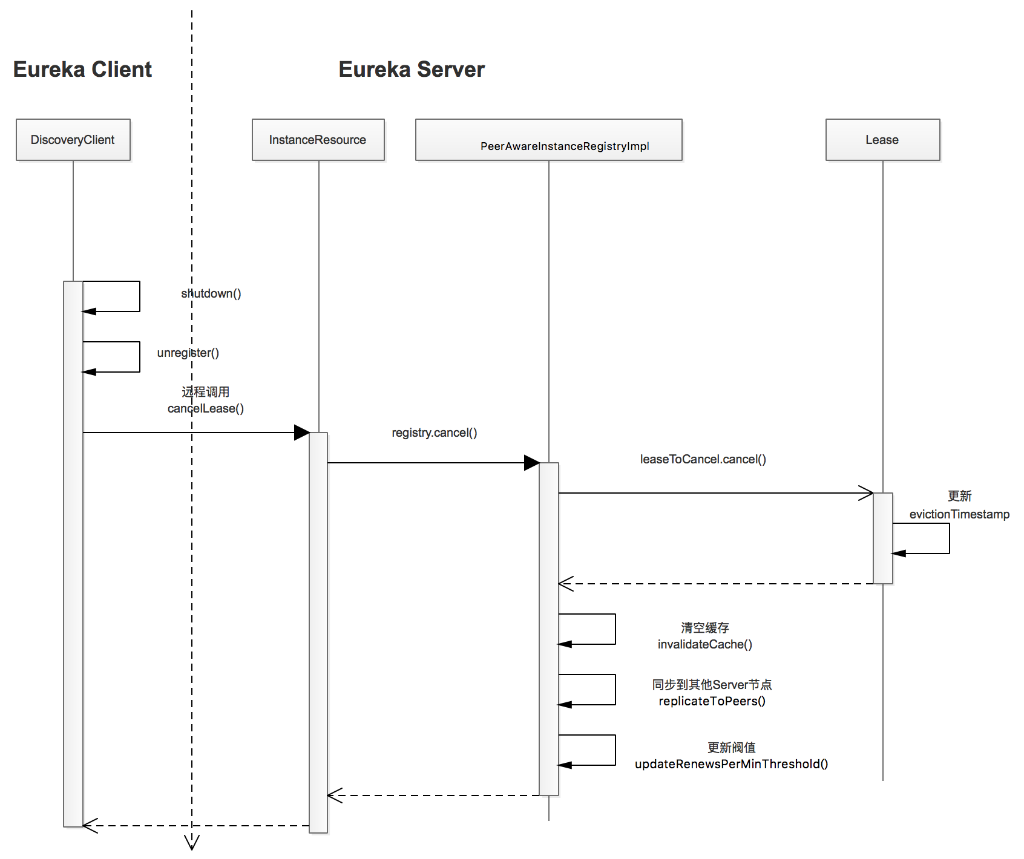 Eureka Client
Eureka Server
DiscoveryClient
InstanceResource
PeerAwareInstanceRegistryImpl
Lease
shutdown()
unregister()
远程调用
cancelLease()
registry.cancel()
leaseToCancel.cancel()
更新
evictionTimestamp
清空缓存
invalidateCache()
同步到其他Server节点
replicateToPeers()
更新阀值
updateRenewsPerMinThreshold()